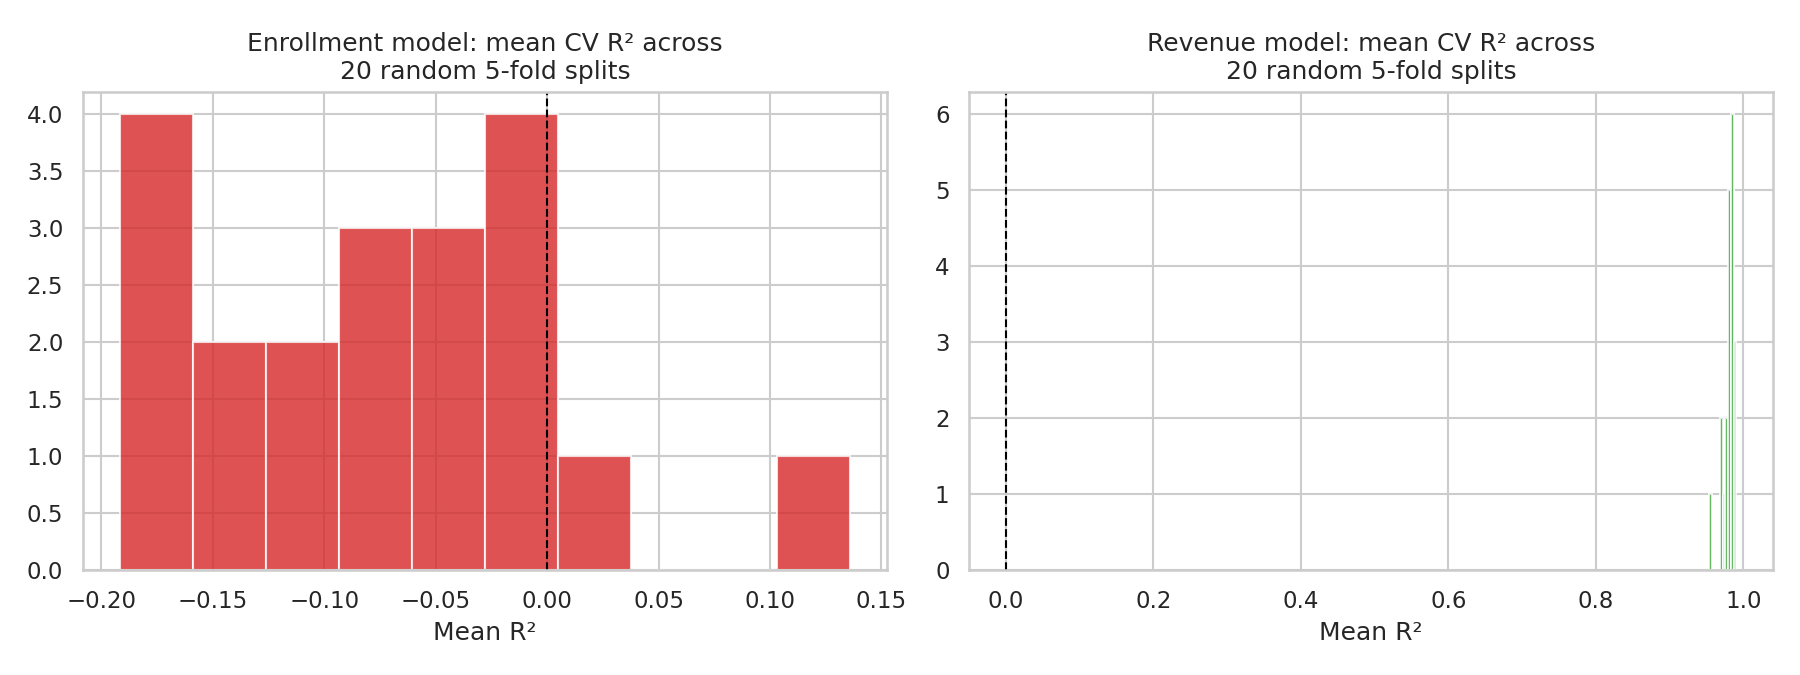 Enrollment model: mean CV R² across
20 random 5-fold splits
4.0
3.5
3.0
2.5
2.0
1.5
1.0
0.5
0.0
−0.20 −0.15 −0.10 −0.05 0.00 0.05 0.10 0.15
Mean R²
Revenue model: mean CV R² across
20 random 5-fold splits
6
5
4
3
2
1
0
0.0 0.2 0.4 0.6 0.8 1.0
Mean R²